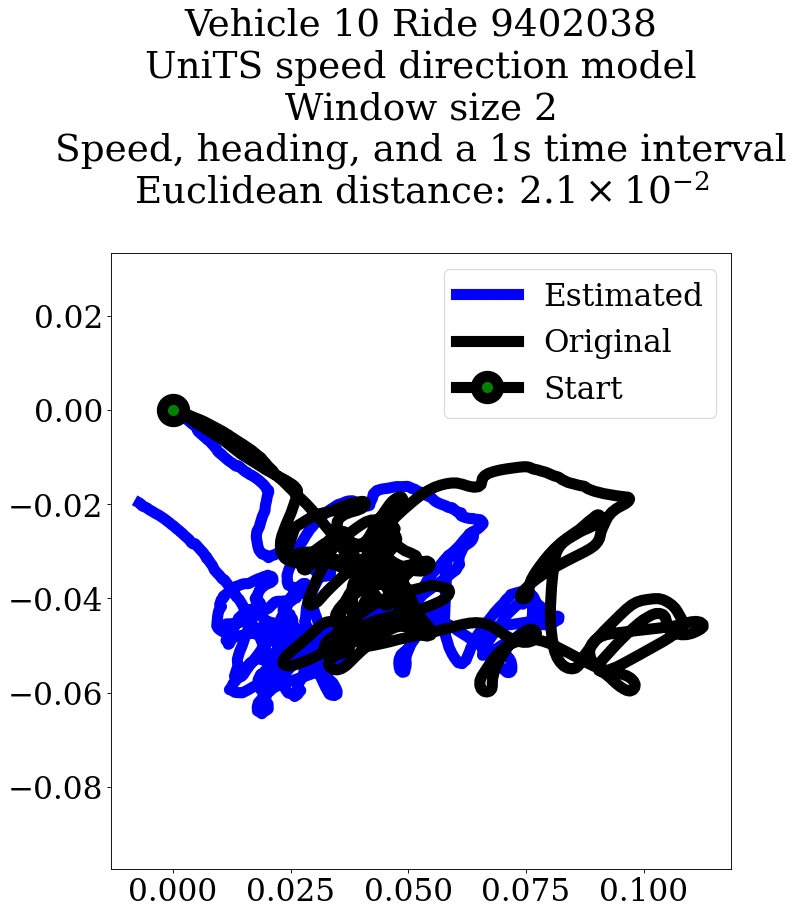 Vehicle 10 Ride 9402038
UniTS speed direction model
Window size 2
Speed, heading, and a 1s time interval
Euclidean distance: 2.1 × 10⁻²
Estimated
Original
Start
0.02
0.00
−0.02
−0.04
−0.06
−0.08
0.000 0.025 0.050 0.075 0.100